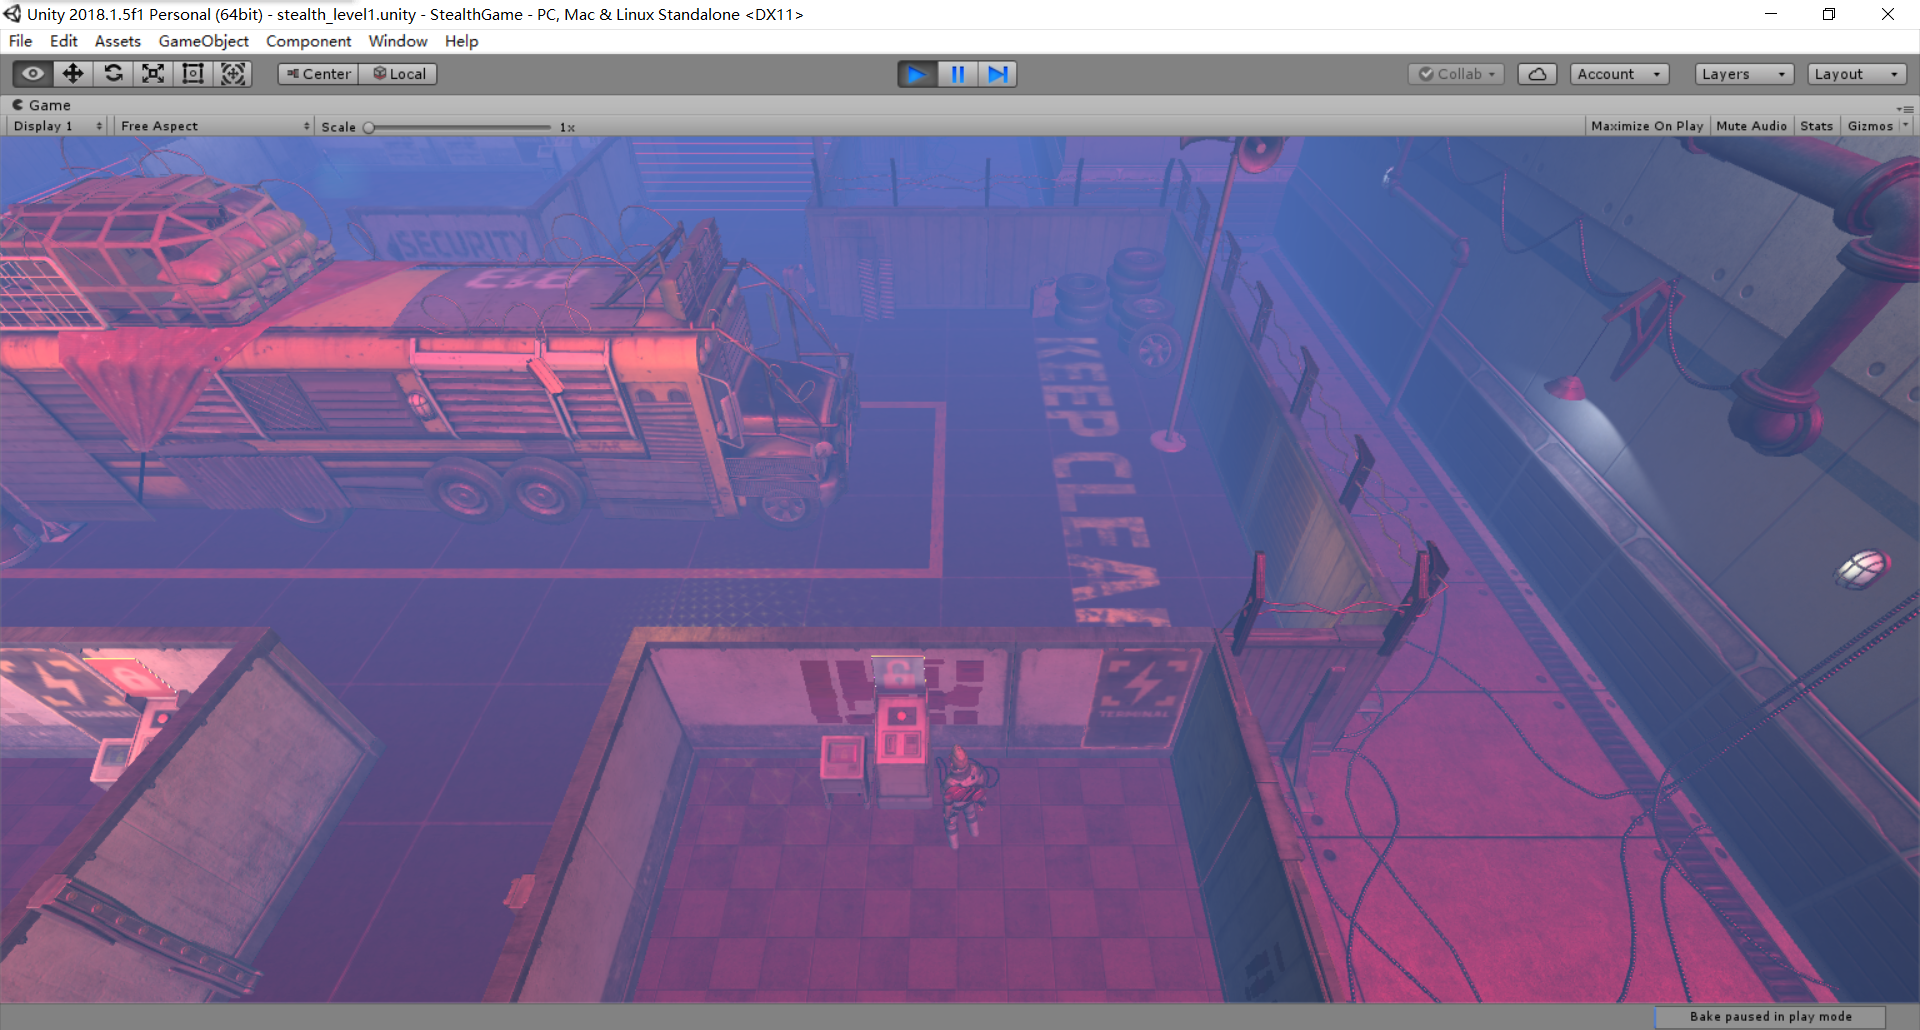 Unity 2018.1.5f1 Personal (64bit) - stealth_level1.unity - StealthGame - PC, Mac & Linux Standalone <DX11>
File Edit Assets GameObject Component Window Help
Center Local Collab Account Layers Layout
Game
Display 1 Free Aspect Scale 1x Maximize On Play Mute Audio Stats Gizmos
SECURITY
KEEP CLEAR
TERMINAL
Bake paused in play mode